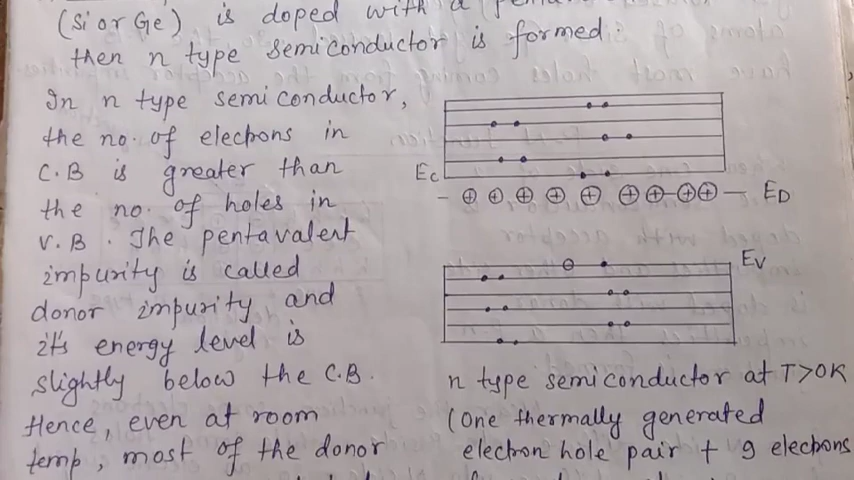 (Si or Ge) is doped with a
then n type semiconductor is formed.
In n type semiconductor,
the no. of elechons in
C.B is greater than
the no. of holes in
V.B. The pentavalent
impurity is called
donor impurity and
it's energy level is
slightly below the C.B.
Hence, even at room
temp, most of the donor
Ec
ED
Ev
n type semiconductor at T>0K
(One thermally generated
electron hole pair + 9 elechons